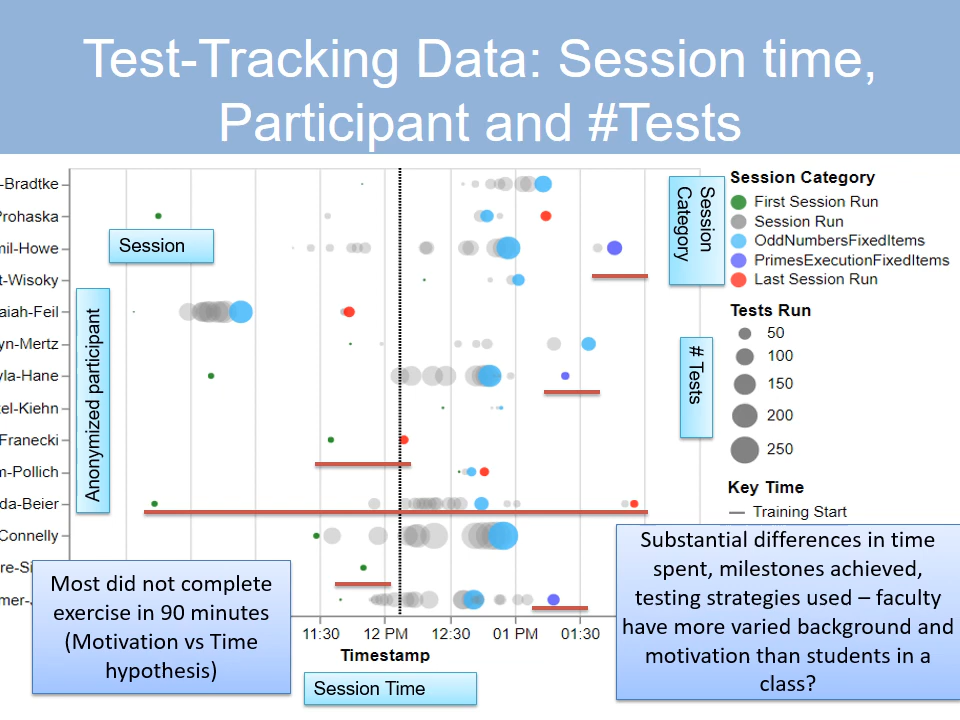 Test-Tracking Data: Session time,
Participant and #Tests
-Bradtke
Prohaska
mil-Howe
t-Wisoky
aiah-Feil
yn-Mertz
yla-Hane
kel-Kiehn
Franecki
m-Pollich
da-Beier
Connelly
re-Si
mer-
Session
Anonymized participant
Session
Category
# Tests
Session Category
First Session Run
Session Run
OddNumbersFixedItems
PrimesExecutionFixedItems
Last Session Run
Tests Run
50
100
150
200
250
Key Time
Training Start
11:30
12 PM
12:30
01 PM
01:30
Timestamp
Session Time
Most did not complete
exercise in 90 minutes
(Motivation vs Time
hypothesis)
Substantial differences in time
spent, milestones achieved,
testing strategies used – faculty
have more varied background and
motivation than students in a
class?